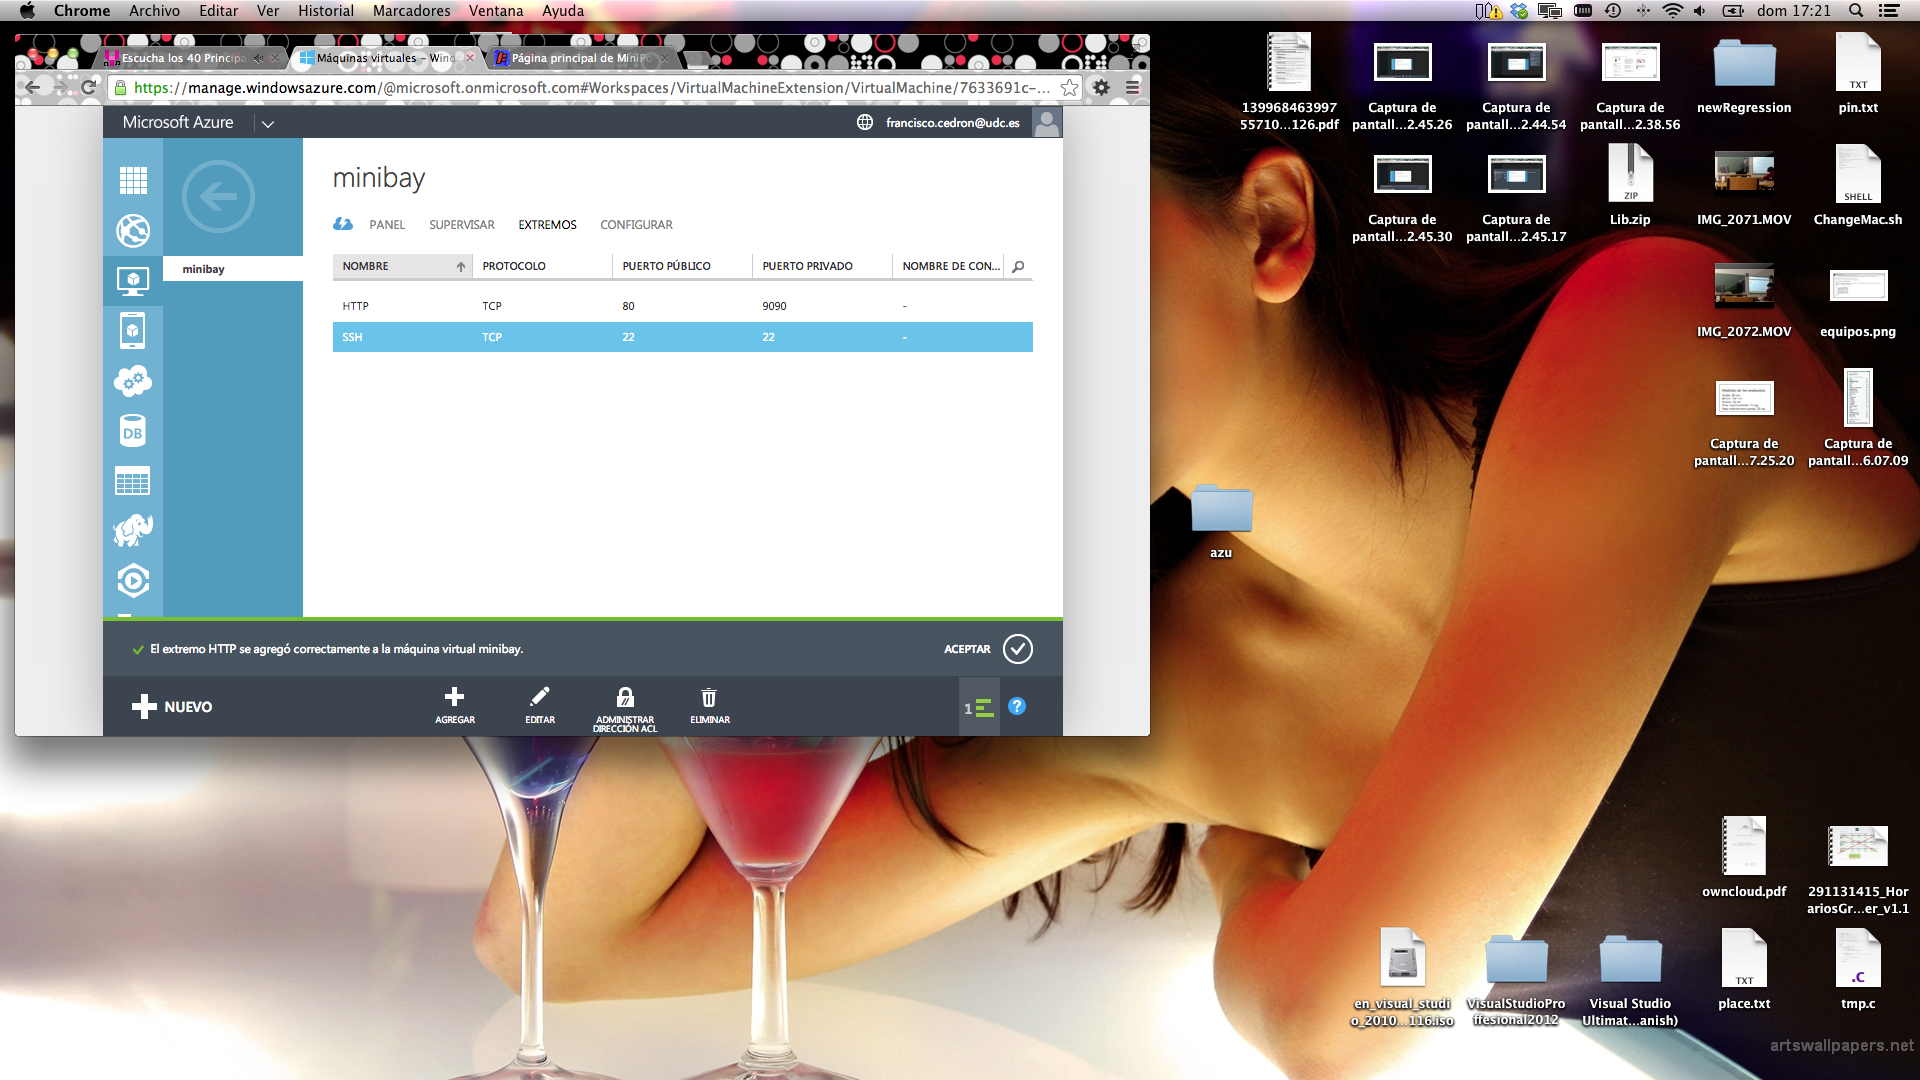 Chrome Archivo Editar Ver Historial Marcadores Ventana Ayuda
dom 17:21
Escucha los 40 Principa
Máquinas virtuales – Wind
Página principal de MiniPo
https://manage.windowsazure.com/@microsoft.onmicrosoft.com#Workspaces/VirtualMachineExtension/VirtualMachine/7633691c-...
Microsoft Azure
francisco.cedron@udc.es
minibay
minibay
PANEL SUPERVISAR EXTREMOS CONFIGURAR
NOMBRE PROTOCOLO PUERTO PÚBLICO PUERTO PRIVADO NOMBRE DE CON...
HTTP TCP 80 9090 -
SSH TCP 22 22 -
DB
El extremo HTTP se agregó correctamente a la máquina virtual minibay.
ACEPTAR
NUEVO
AGREGAR
EDITAR
ADMINISTRAR
DIRECCIÓN ACL
ELIMINAR
1
?
139968463997
55710...126.pdf
Captura de
pantall...2.45.26
Captura de
pantall...2.44.54
Captura de
pantall...2.38.56
newRegression
TXT
pin.txt
Captura de
pantall...2.45.30
Captura de
pantall...2.45.17
ZIP
Lib.zip
IMG_2071.MOV
SHELL
ChangeMac.sh
IMG_2072.MOV
equipos.png
Captura de
pantall...7.25.20
Captura de
pantall...6.07.09
azu
owncloud.pdf
291131415_Hor
ariosGr...er_v1.1
en_visual_studi
o_2010...116.iso
VisualStudioPro
ffesional2012
Visual Studio
Ultimat...anish)
TXT
place.txt
.C
tmp.c
artswallpapers.net